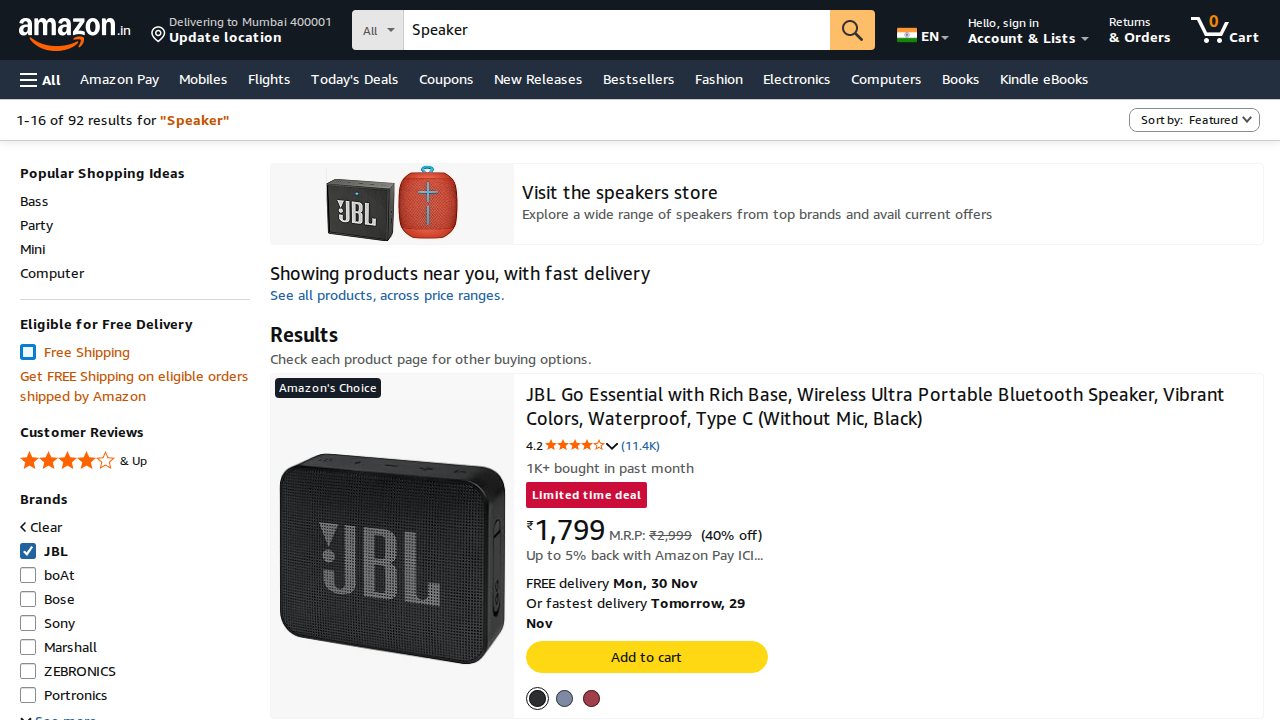 amazon.in
Delivering to Mumbai 400001
Update location
All
Speaker
EN
Hello, sign in
Account & Lists
Returns
& Orders
0
Cart
All
Amazon Pay
Mobiles
Flights
Today's Deals
Coupons
New Releases
Bestsellers
Fashion
Electronics
Computers
Books
Kindle eBooks
1-16 of 92 results for "Speaker"
Sort by: Featured
Popular Shopping Ideas
Bass
Party
Mini
Computer
Eligible for Free Delivery
Free Shipping
Get FREE Shipping on eligible orders
shipped by Amazon
Customer Reviews
& Up
Brands
Clear
JBL
boAt
Bose
Sony
Marshall
ZEBRONICS
Portronics
See more
JBL
Visit the speakers store
Explore a wide range of speakers from top brands and avail current offers
Showing products near you, with fast delivery
See all products, across price ranges.
Results
Check each product page for other buying options.
Amazon's Choice
JBL
JBL Go Essential with Rich Base, Wireless Ultra Portable Bluetooth Speaker, Vibrant
Colors, Waterproof, Type C (Without Mic, Black)
4.2 (11.4K)
1K+ bought in past month
Limited time deal
₹1,799 M.R.P: ₹2,999 (40% off)
Up to 5% back with Amazon Pay ICI...
FREE delivery Mon, 30 Nov
Or fastest delivery Tomorrow, 29
Nov
Add to cart